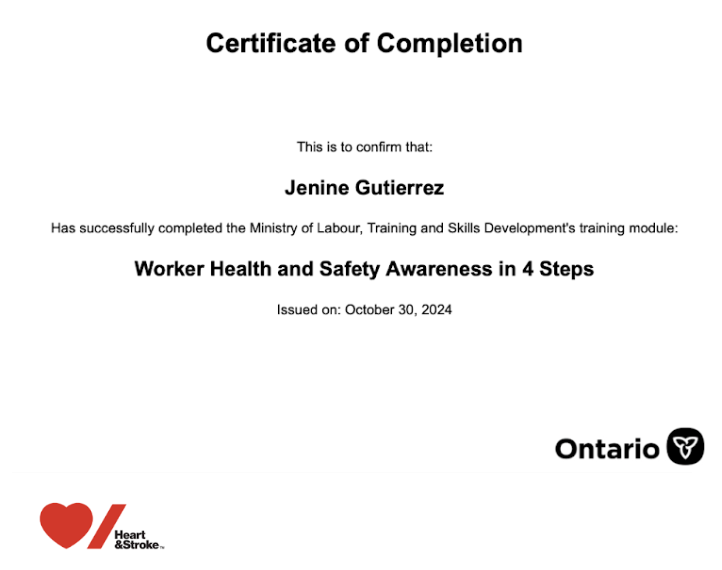 Certificate of Completion
This is to confirm that:
Jenine Gutierrez
Has successfully completed the Ministry of Labour, Training and Skills Development's training module:
Worker Health and Safety Awareness in 4 Steps
Issued on: October 30, 2024
Ontario
Heart
&Stroke™